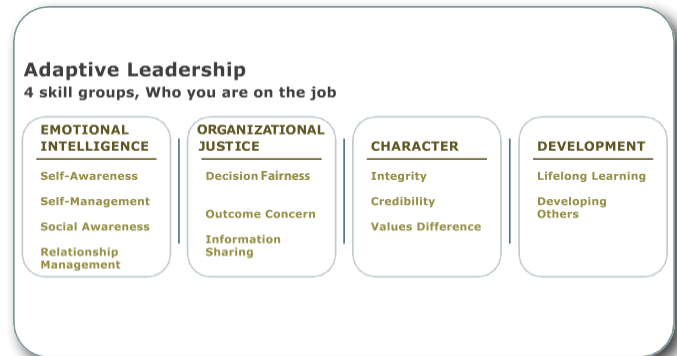 Adaptive Leadership
4 skill groups, Who you are on the job
EMOTIONAL
INTELLIGENCE
Self-Awareness
Self-Management
Social Awareness
Relationship
Management
ORGANIZATIONAL
JUSTICE
Decision Fairness
Outcome Concern
Information
Sharing
CHARACTER
Integrity
Credibility
Values Difference
DEVELOPMENT
Lifelong Learning
Developing
Others